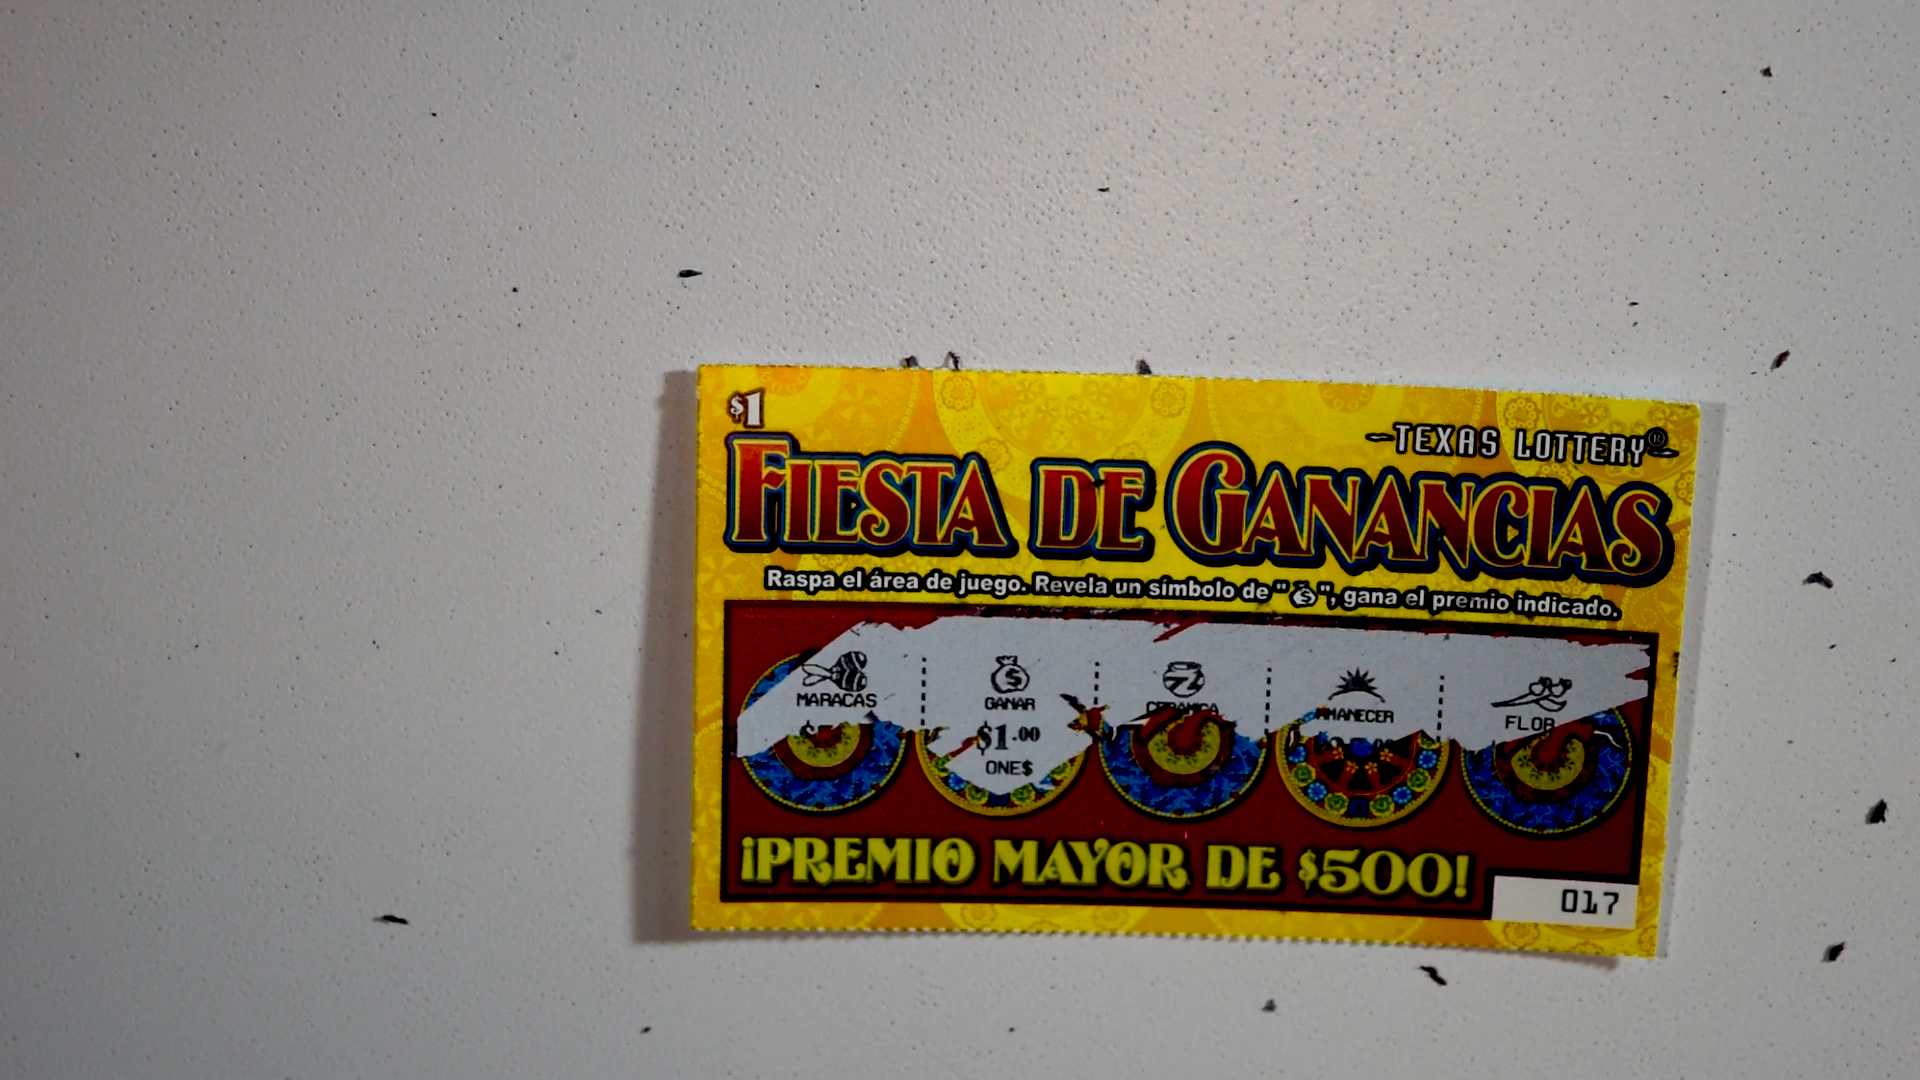 $1
TEXAS LOTTERY®
FIESTA DE GANANCIAS
Raspa el área de juego. Revela un símbolo de "$", gana el premio indicado.
MARACAS
GANAR
$1.00
ONE$
CERAMICA
AMANECER
FLOR
¡PREMIO MAYOR DE $500!
017